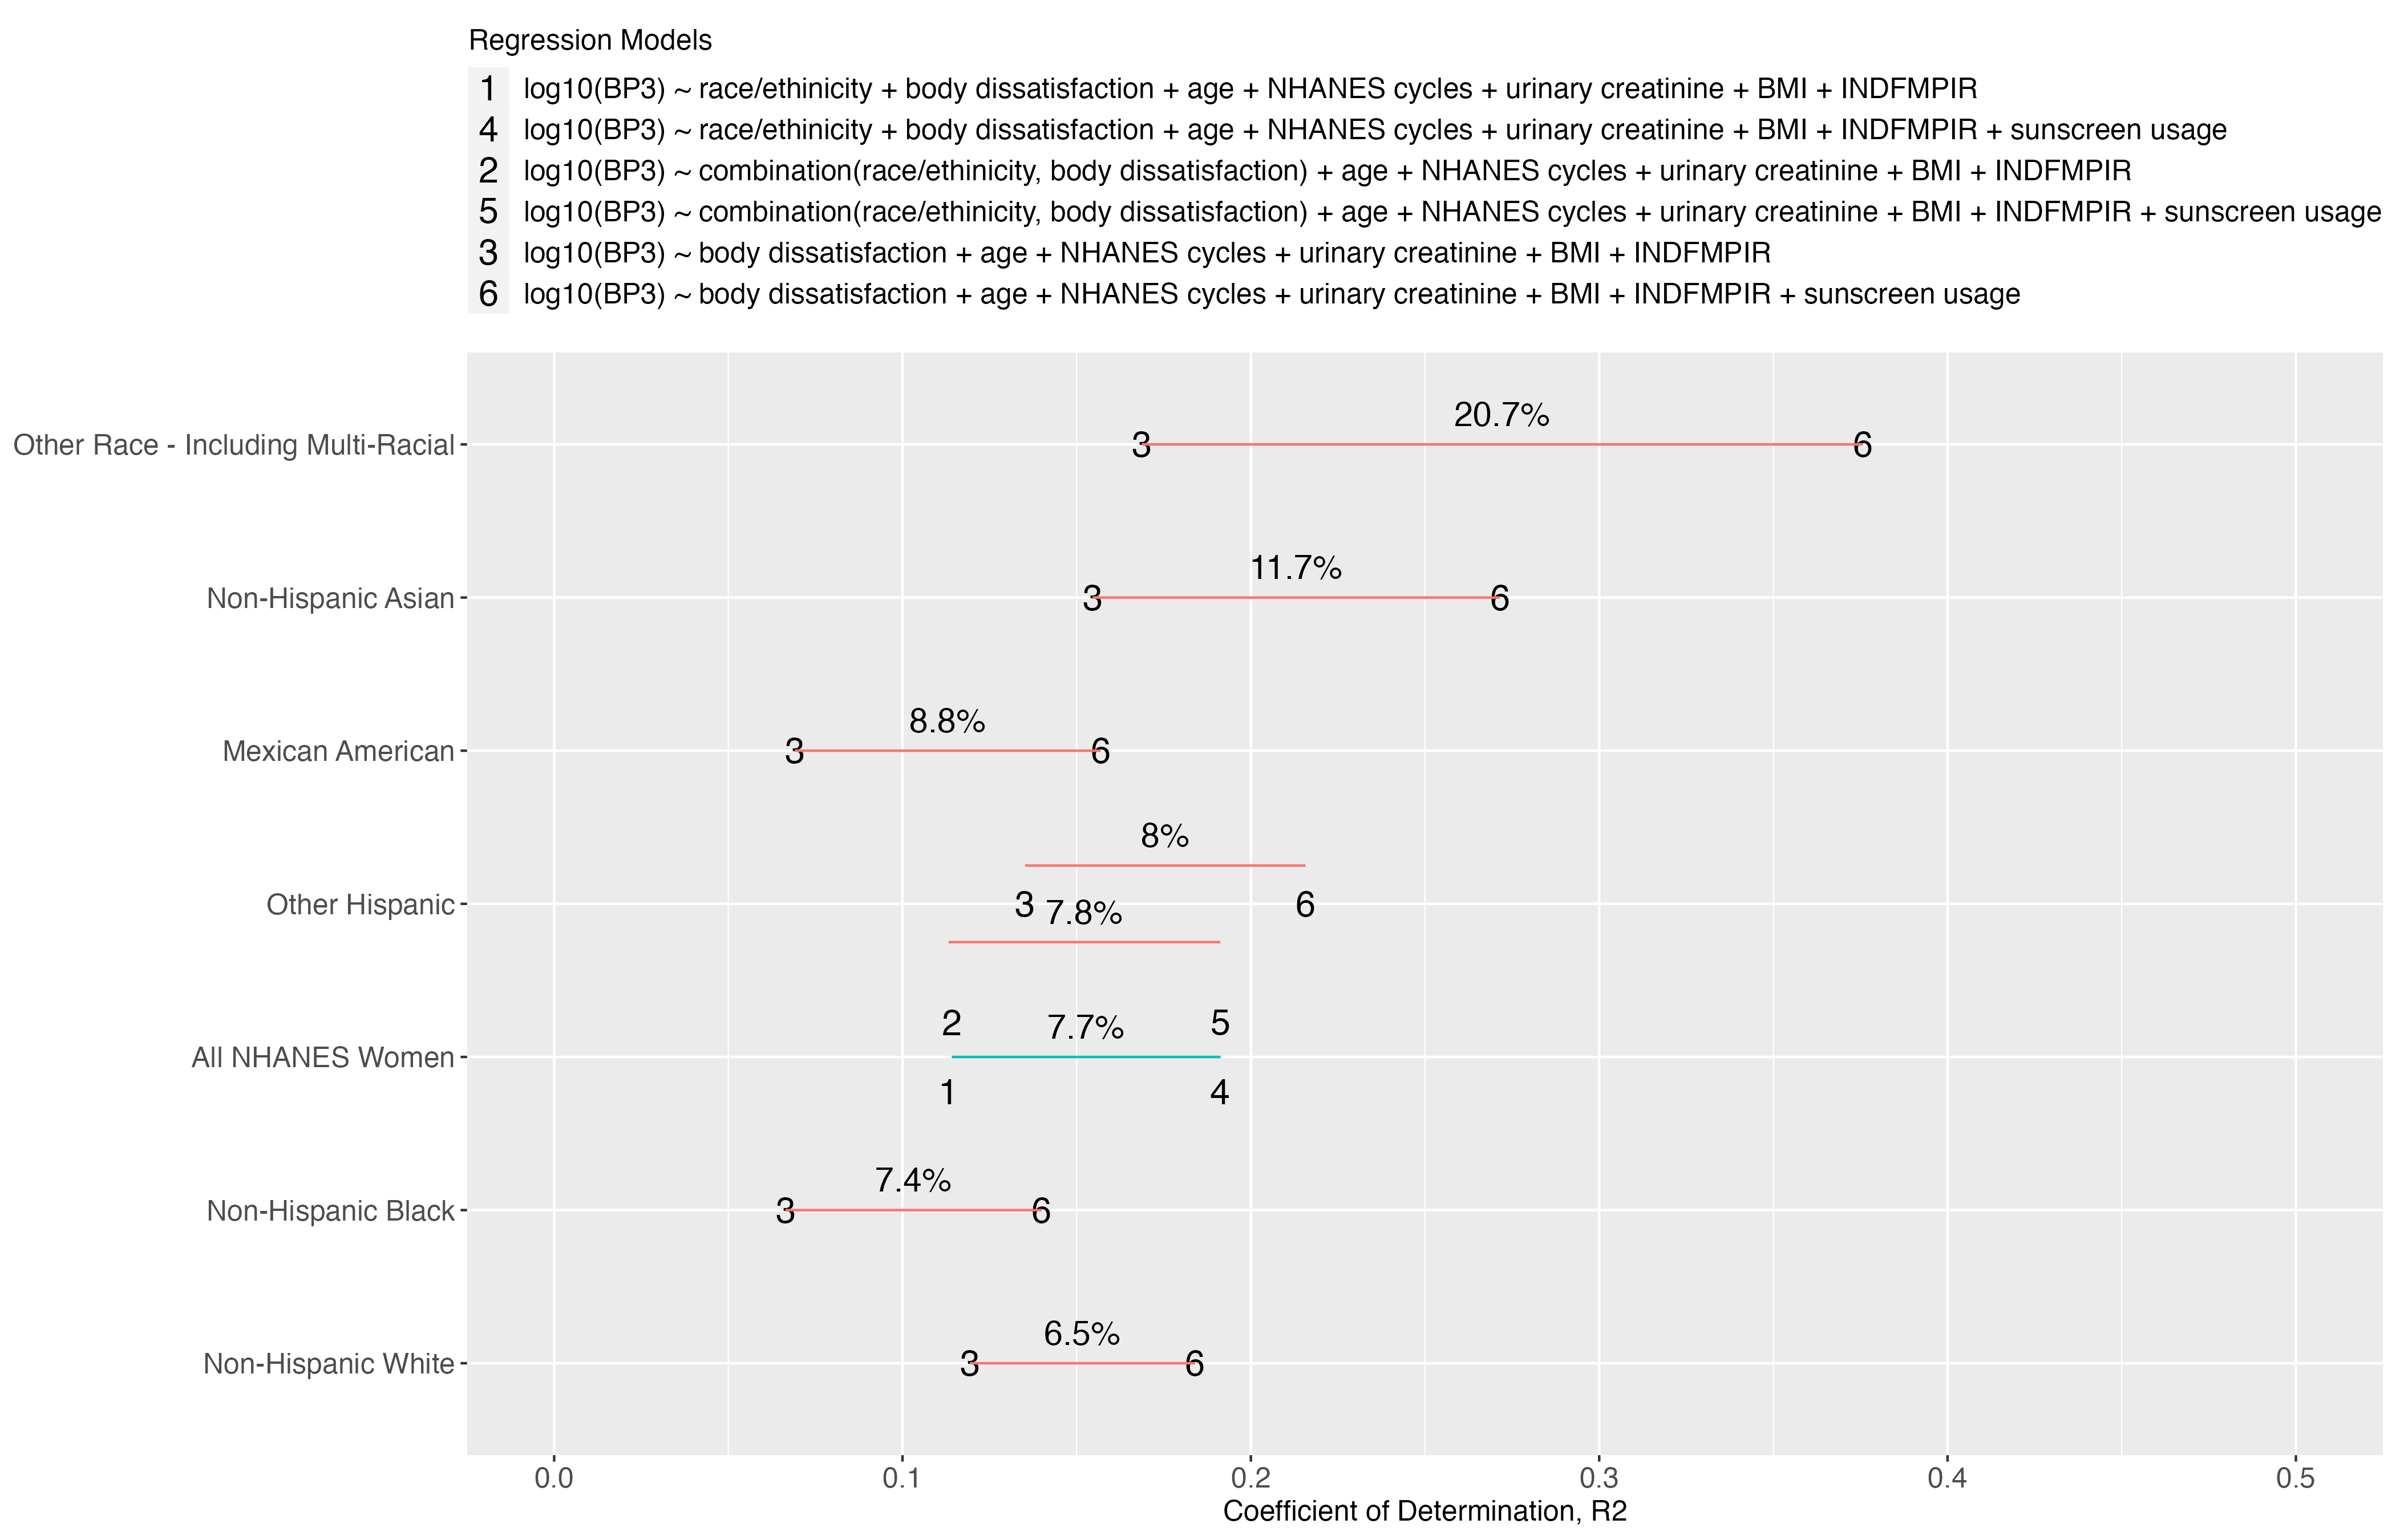 Regression Models
1 log10(BP3) ~ race/ethinicity + body dissatisfaction + age + NHANES cycles + urinary creatinine + BMI + INDFMPIR
4 log10(BP3) ~ race/ethinicity + body dissatisfaction + age + NHANES cycles + urinary creatinine + BMI + INDFMPIR + sunscreen usage
2 log10(BP3) ~ combination(race/ethinicity, body dissatisfaction) + age + NHANES cycles + urinary creatinine + BMI + INDFMPIR
5 log10(BP3) ~ combination(race/ethinicity, body dissatisfaction) + age + NHANES cycles + urinary creatinine + BMI + INDFMPIR + sunscreen usage
3 log10(BP3) ~ body dissatisfaction + age + NHANES cycles + urinary creatinine + BMI + INDFMPIR
6 log10(BP3) ~ body dissatisfaction + age + NHANES cycles + urinary creatinine + BMI + INDFMPIR + sunscreen usage
20.7%
Other Race - Including Multi-Racial 3 6
11.7%
Non-Hispanic Asian 3 6
8.8%
Mexican American 3 6
8%
Other Hispanic 3 6
7.8%
2 7.7% 5
All NHANES Women
1 4
7.4%
Non-Hispanic Black 3 6
6.5%
Non-Hispanic White 3 6
0.0 0.1 0.2 0.3 0.4 0.5
Coefficient of Determination, R2